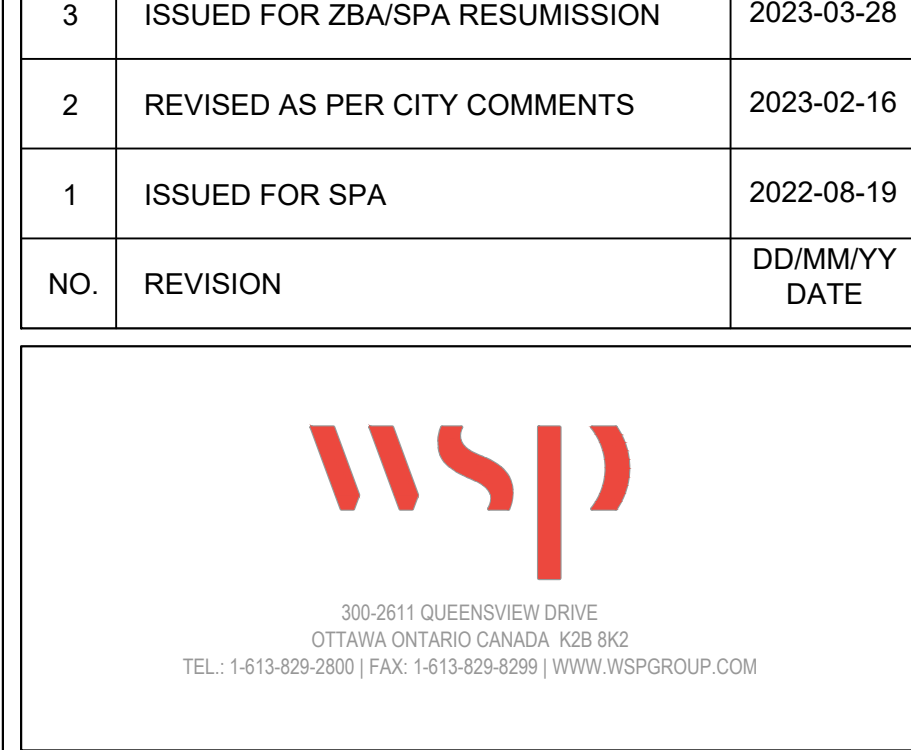 3 ISSUED FOR ZBA/SPA RESUMISSION 2023-03-28
2 REVISED AS PER CITY COMMENTS 2023-02-16
1 ISSUED FOR SPA 2022-08-19
NO. REVISION DD/MM/YY
DATE
wsp
300-2611 QUEENSVIEW DRIVE
OTTAWA ONTARIO CANADA K2B 8K2
TEL.: 1-613-829-2800 | FAX: 1-613-829-8299 | WWW.WSPGROUP.COM